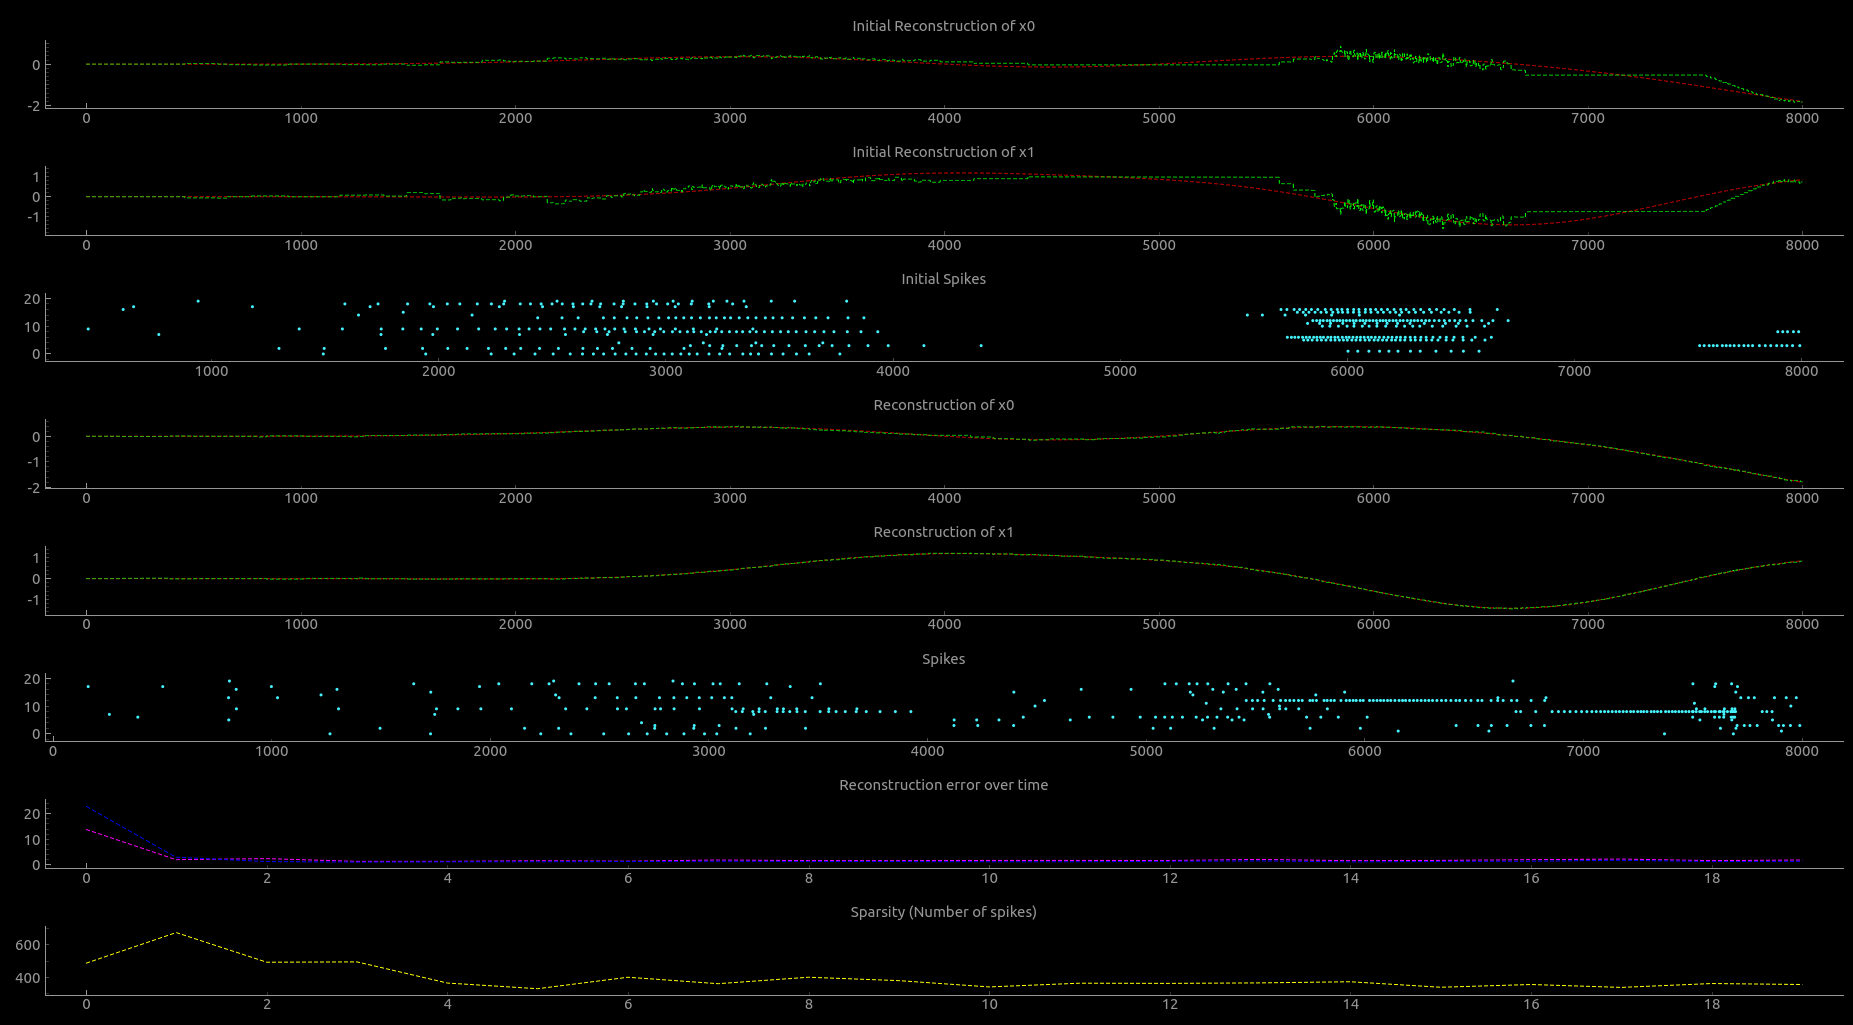 Initial Reconstruction of x0
0
-2
0 1000 2000 3000 4000 5000 6000 7000 8000
Initial Reconstruction of x1
1
0
-1
0 1000 2000 3000 4000 5000 6000 7000 8000
Initial Spikes
20
10
0
1000 2000 3000 4000 5000 6000 7000 8000
Reconstruction of x0
0
-1
-2
0 1000 2000 3000 4000 5000 6000 7000 8000
Reconstruction of x1
1
0
-1
0 1000 2000 3000 4000 5000 6000 7000 8000
Spikes
20
10
0
0 1000 2000 3000 4000 5000 6000 7000 8000
Reconstruction error over time
20
10
0
0 2 4 6 8 10 12 14 16 18
Sparsity (Number of spikes)
600
400
0 2 4 6 8 10 12 14 16 18